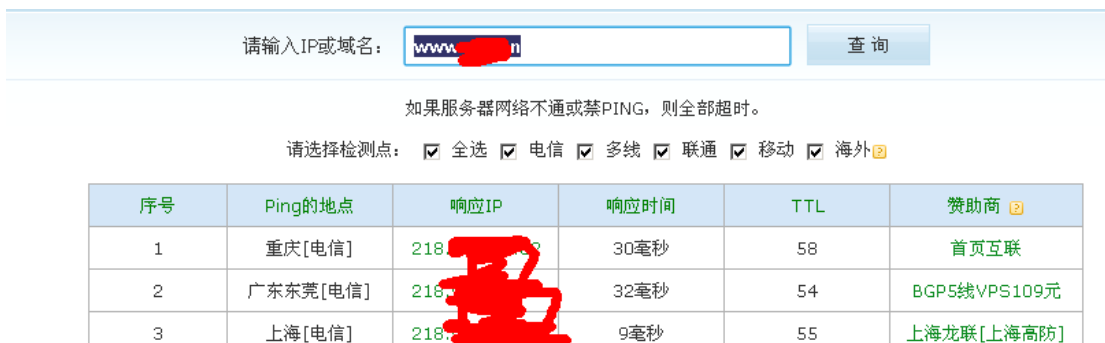 请输入IP或域名： www n 查 询
如果服务器网络不通或禁PING，则全部超时。
请选择检测点： 全选 电信 多线 联通 移动 海外
序号 Ping的地点 响应IP 响应时间 TTL 赞助商
1 重庆[电信] 218. 30毫秒 58 首页互联
2 广东东莞[电信] 218. 32毫秒 54 BGP5线VPS109元
3 上海[电信] 218. 9毫秒 55 上海龙联[上海高防]